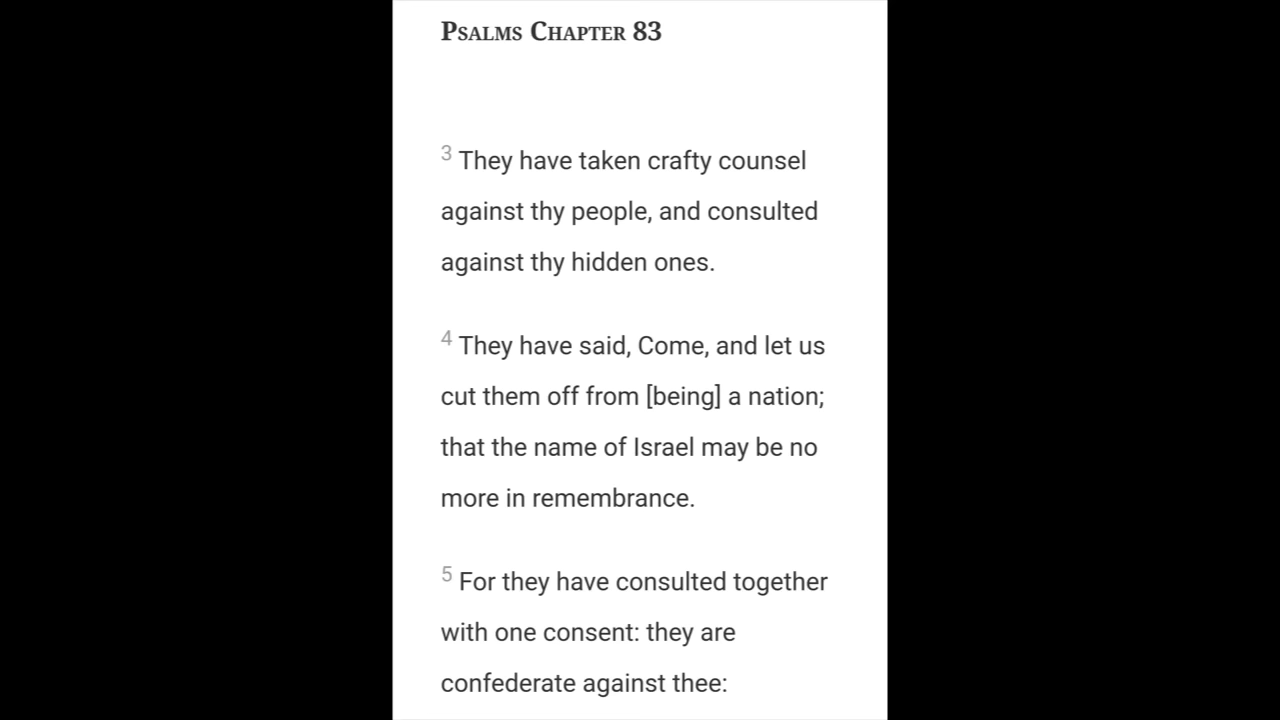 Psalms Chapter 83
3 They have taken crafty counsel
against thy people, and consulted
against thy hidden ones.
4 They have said, Come, and let us
cut them off from [being] a nation;
that the name of Israel may be no
more in remembrance.
5 For they have consulted together
with one consent: they are
confederate against thee: